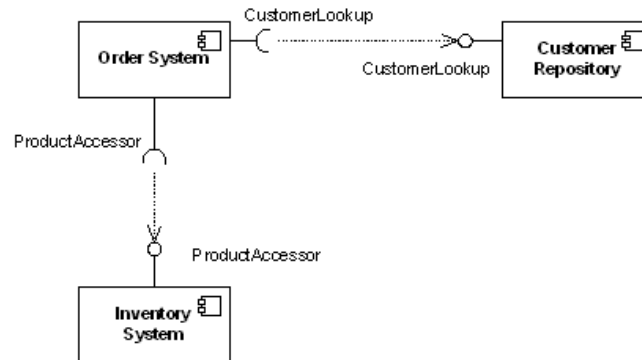 CustomerLookup
Order System
Customer
Repository
CustomerLookup
ProductAccessor
ProductAccessor
Inventory
System